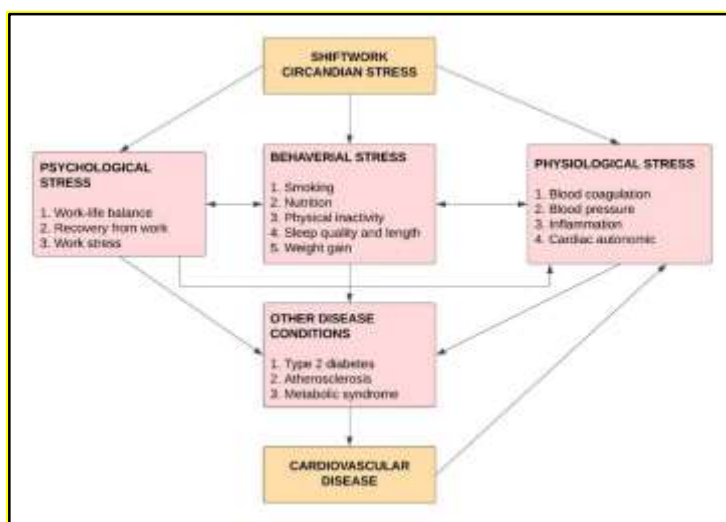 SHIFTWORK
CIRCANDIAN STRESS
PSYCHOLOGICAL
STRESS
1. Work-life balance
2. Recovery from work
3. Work stress
BEHAVERIAL STRESS
1. Smoking
2. Nutrition
3. Physical inactivity
4. Sleep quality and length
5. Weight gain
PHYSIOLOGICAL STRESS
1. Blood coagulation
2. Blood pressure
3. Inflammation
4. Cardiac autonomic
OTHER DISEASE
CONDITIONS
1. Type 2 diabetes
2. Atherosclerosis
3. Metabolic syndrome
CARDIOVASCULAR
DISEASE